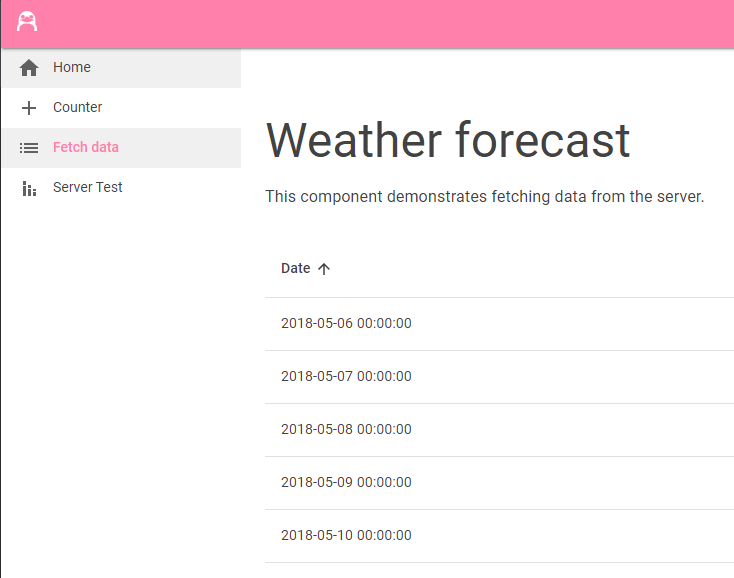 Home
Counter
Fetch data
Server Test
Weather forecast
This component demonstrates fetching data from the server.
Date
2018-05-06 00:00:00
2018-05-07 00:00:00
2018-05-08 00:00:00
2018-05-09 00:00:00
2018-05-10 00:00:00